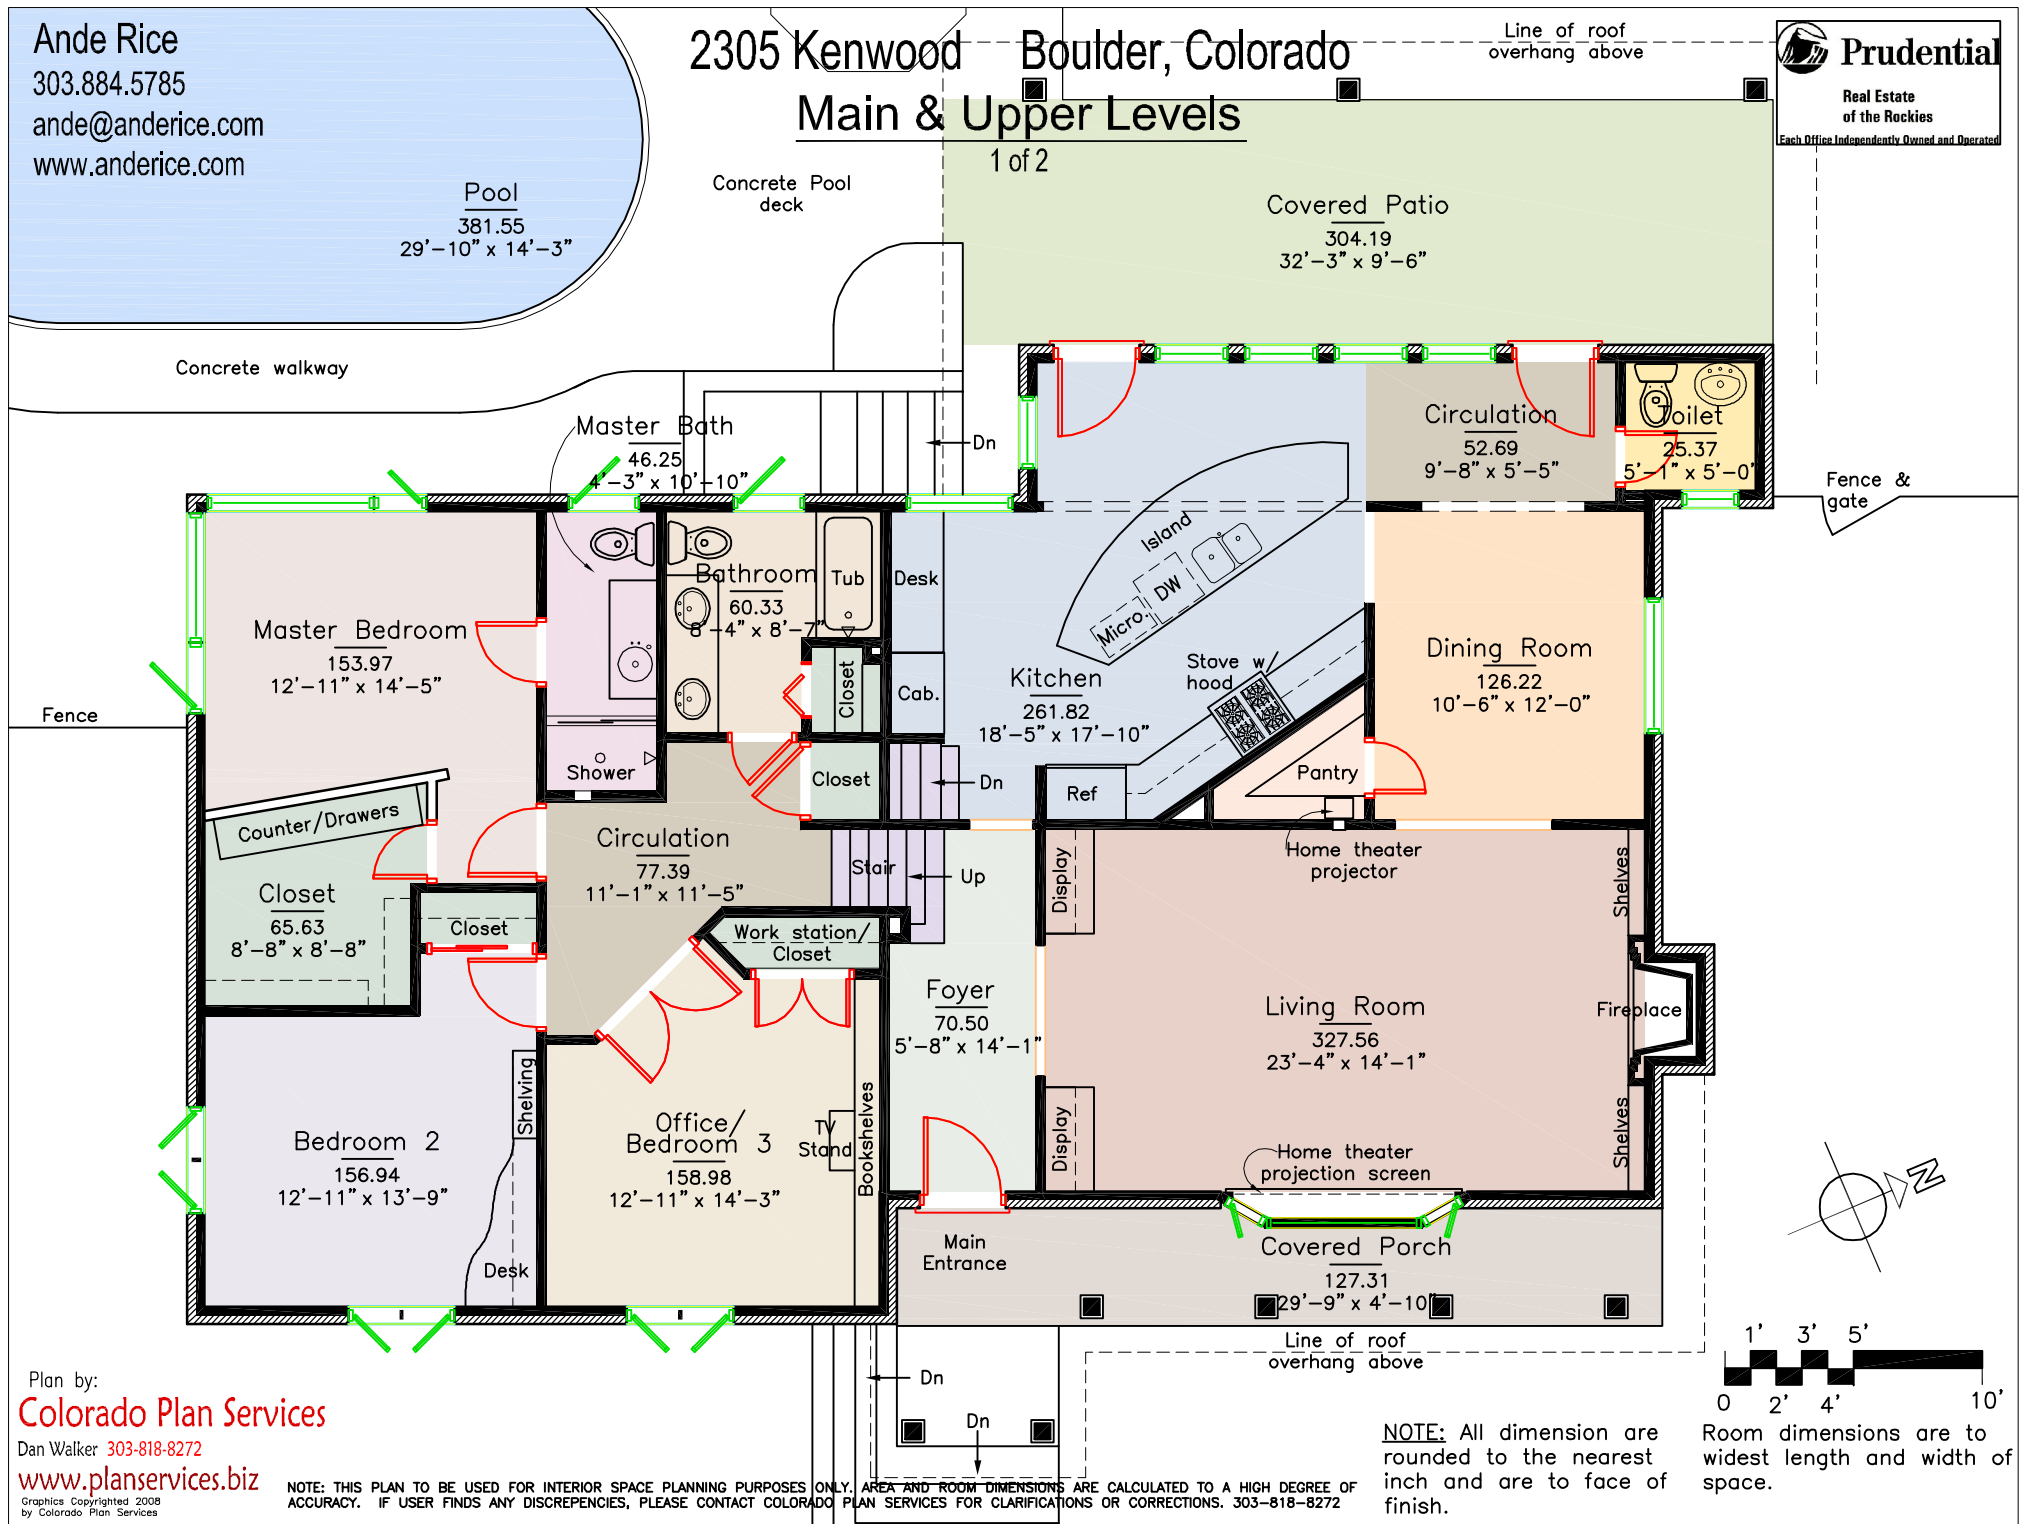 Ande Rice
303.884.5785
ande@anderice.com
www.anderice.com
2305 Kenwood Boulder, Colorado
Main & Upper Levels
1 of 2
Line of roof
overhang above
Prudential
Real Estate
of the Rockies
Each Office Independently Owned and Operated
Pool
381.55
29'-10" x 14'-3"
Concrete Pool
deck
Covered Patio
304.19
32'-3" x 9'-6"
Concrete walkway
Master Bath
46.25
4'-3" x 10'-10"
Dn
Circulation
52.69
9'-8" x 5'-5"
Toilet
25.37
5'-1" x 5'-0"
Fence &
gate
Island
DW
Micro.
Bathroom
60.33
8'-4" x 8'-7"
Tub
Desk
Master Bedroom
153.97
12'-11" x 14'-5"
Closet
Cab.
Kitchen
261.82
18'-5" x 17'-10"
Stove w/
hood
Dining Room
126.22
10'-6" x 12'-0"
Fence
Shower
Closet
Dn
Ref
Pantry
Counter/Drawers
Circulation
77.39
11'-1" x 11'-5"
Stair
Up
Display
Home theater
projector
Shelves
Closet
65.63
8'-8" x 8'-8"
Closet
Work station/
Closet
Foyer
70.50
5'-8" x 14'-1"
Living Room
327.56
23'-4" x 14'-1"
Fireplace
Shelving
Bedroom 2
156.94
12'-11" x 13'-9"
Office/
Bedroom 3
158.98
12'-11" x 14'-3"
TV
Stand
Bookshelves
Display
Home theater
projection screen
Shelves
N
Desk
Main
Entrance
Covered Porch
127.31
29'-9" x 4'-10"
Line of roof
overhang above
Dn
Dn
1' 3' 5'
0 2' 4' 10'
Plan by:
Colorado Plan Services
Dan Walker 303-818-8272
www.planservices.biz
Graphics Copyrighted 2008
by Colorado Plan Services
NOTE: THIS PLAN TO BE USED FOR INTERIOR SPACE PLANNING PURPOSES ONLY. AREA AND ROOM DIMENSIONS ARE CALCULATED TO A HIGH DEGREE OF
ACCURACY. IF USER FINDS ANY DISCREPENCIES, PLEASE CONTACT COLORADO PLAN SERVICES FOR CLARIFICATIONS OR CORRECTIONS. 303-818-8272
NOTE: All dimension are
rounded to the nearest
inch and are to face of
finish.
Room dimensions are to
widest length and width of
space.